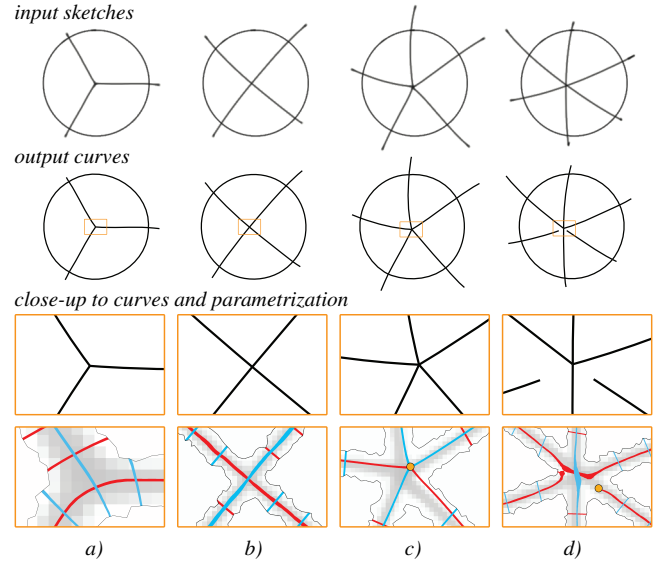 input sketches
output curves
close-up to curves and parametrization
a) b) c) d)